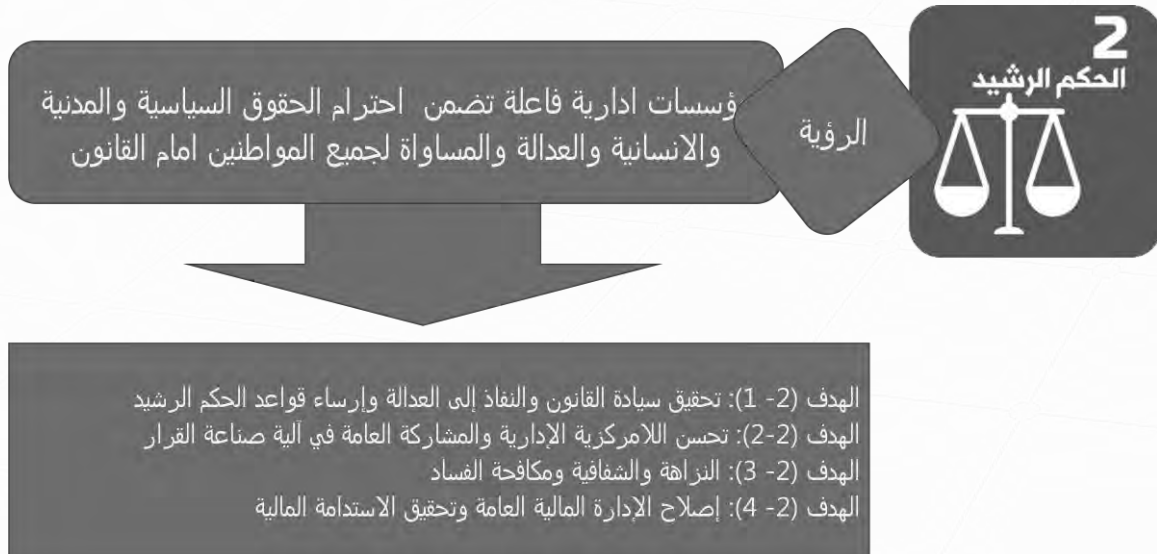 2
الحكم الرشيد
الرؤية
ؤسسات ادارية فاعلة تضمن احترام الحقوق السياسية والمدنية
والانسانية والعدالة والمساواة لجميع المواطنين امام القانون
الهدف (2- 1): تحقيق سيادة القانون والنفاذ إلى العدالة وإرساء قواعد الحكم الرشيد
الهدف (2-2): تحسن اللامركزية الإدارية والمشاركة العامة في آلية صناعة القرار
الهدف (2- 3): النزاهة والشفافية ومكافحة الفساد
الهدف (2- 4): إصلاح الإدارة المالية العامة وتحقيق الاستدامة المالية